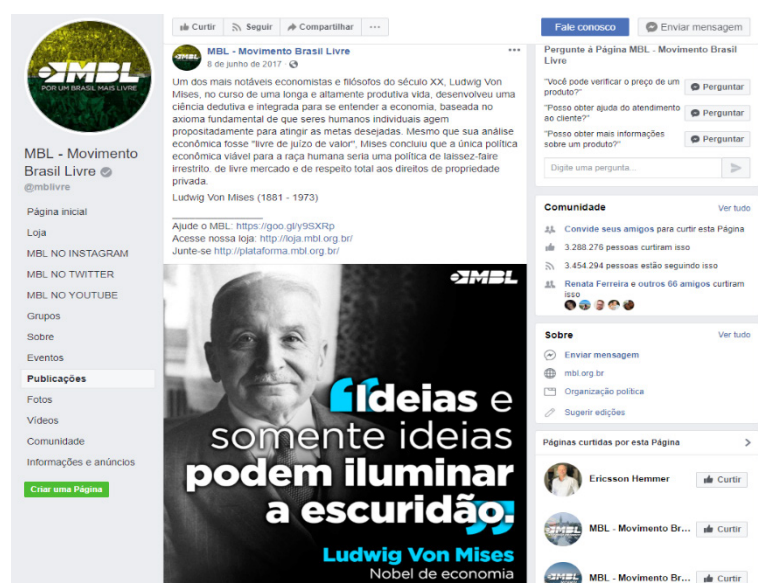 MBL
POR UM BRASIL MAIS LIVRE
MBL - Movimento
Brasil Livre
@mblivre
Página inicial
Loja
MBL NO INSTAGRAM
MBL NO TWITTER
MBL NO YOUTUBE
Grupos
Sobre
Eventos
Publicações
Fotos
Vídeos
Comunidade
Informações e anúncios
Criar uma Página
Curtir Seguir Compartilhar ...
MBL - Movimento Brasil Livre ...
8 de junho de 2017
Um dos mais notáveis economistas e filósofos do século XX, Ludwig Von
Mises, no curso de uma longa e altamente produtiva vida, desenvolveu uma
ciência dedutiva e integrada para se entender a economia, baseada no
axioma fundamental de que seres humanos individuais agem
propositadamente para atingir as metas desejadas. Mesmo que sua análise
econômica fosse "livre de juízo de valor", Mises concluiu que a única política
econômica viável para a raça humana seria uma política de laissez-faire
irrestrito. de livre mercado e de respeito total aos direitos de propriedade
privada.
Ludwig Von Mises (1881 - 1973)
Ajude o MBL: https://goo.gl/y9SXRp
Acesse nossa loja: http://loja.mbl.org.br/
Junte-se http://plataforma.mbl.org.br/
MBL
“Ideias e
somente ideias
podem iluminar
a escuridão.”
Ludwig Von Mises
Nobel de economia
Fale conosco Enviar mensagem
Pergunte à Página MBL - Movimento Brasil
Livre
"Você pode verificar o preço de um
produto?"
Perguntar
"Posso obter ajuda do atendimento
ao cliente?"
Perguntar
"Posso obter mais informações
sobre um produto?"
Perguntar
Digite uma pergunta...
Comunidade Ver tudo
Convide seus amigos para curtir esta Página
3.288.276 pessoas curtiram isso
3.454.294 pessoas estão seguindo isso
Renata Ferreira e outros 66 amigos curtiram
isso
Sobre Ver tudo
Enviar mensagem
mbl.org.br
Organização política
Sugerir edições
Páginas curtidas por esta Página
Ericsson Hemmer Curtir
MBL - Movimento Br... Curtir
MBL - Movimento Br... Curtir